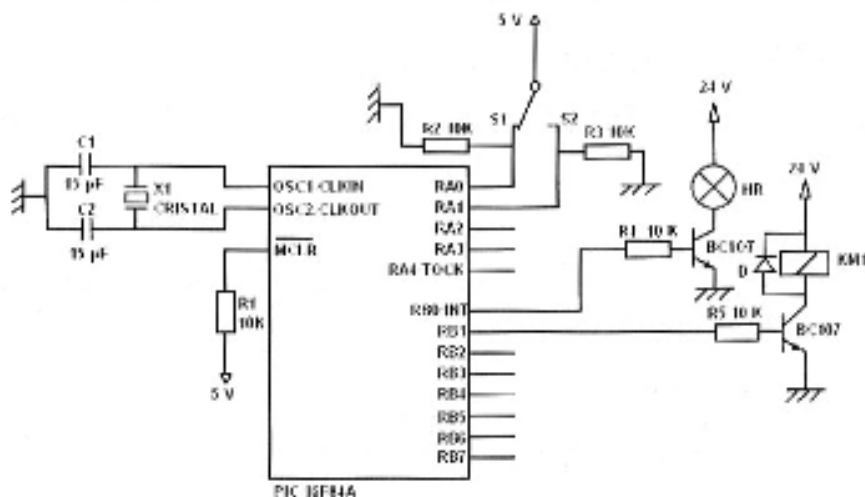 5 V
24 V
C1
15 pF
X1
CRISTAL
C2
15 pF
R2 10K
S1
S2
R3 10K
HR
24 V
OSC1-CLKIN
OSC2-CLKOUT
MCLR
RA0
RA1
RA2
RA3
RA4-TOCK
RB0-INT
RB1
RB2
RB3
RB4
RB5
RB6
RB7
R1
10K
5 V
10 K
BC107
D
KM1
R5 10 K
BC107
PIC 16F84A